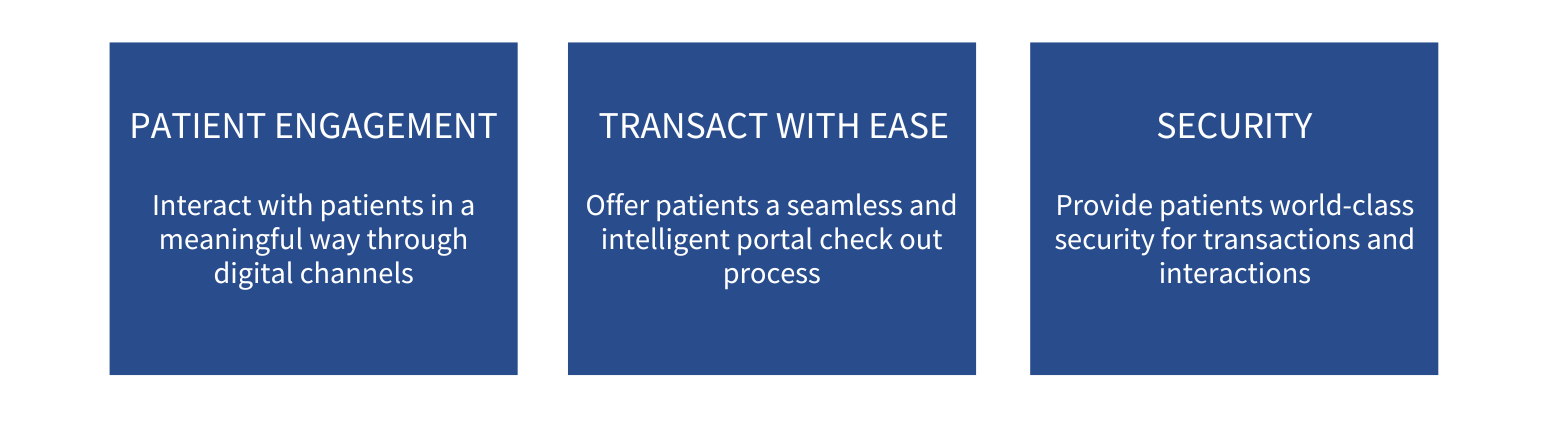 PATIENT ENGAGEMENT
Interact with patients in a
meaningful way through
digital channels
TRANSACT WITH EASE
Offer patients a seamless and
intelligent portal check out
process
SECURITY
Provide patients world-class
security for transactions and
interactions